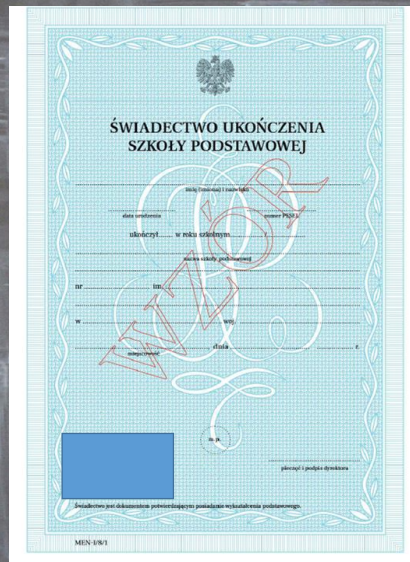 ŚWIADECTWO UKOŃCZENIA
SZKOŁY PODSTAWOWEJ
imię (imiona) i nazwisko
data urodzenia numer PESEL
ukończył....... w roku szkolnym............/............
nazwa szkoły podstawowej
nr ............ im. ............
w ............ woj. ............
............, dnia ............ r.
miejscowość
WZÓR
m. p.
pieczęć i podpis dyrektora
Świadectwo jest dokumentem potwierdzającym posiadanie wykształcenia podstawowego.
MEN-I/8/1